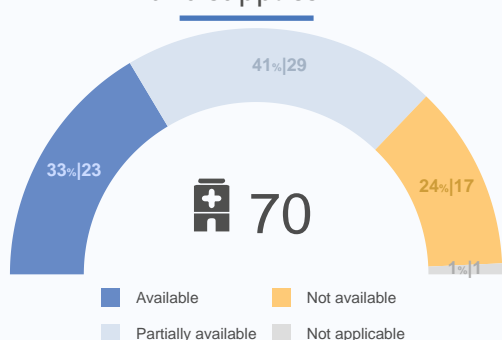 41%|29
33%|23
24%|17
70
1%|1
Available
Not available
Partially available
Not applicable